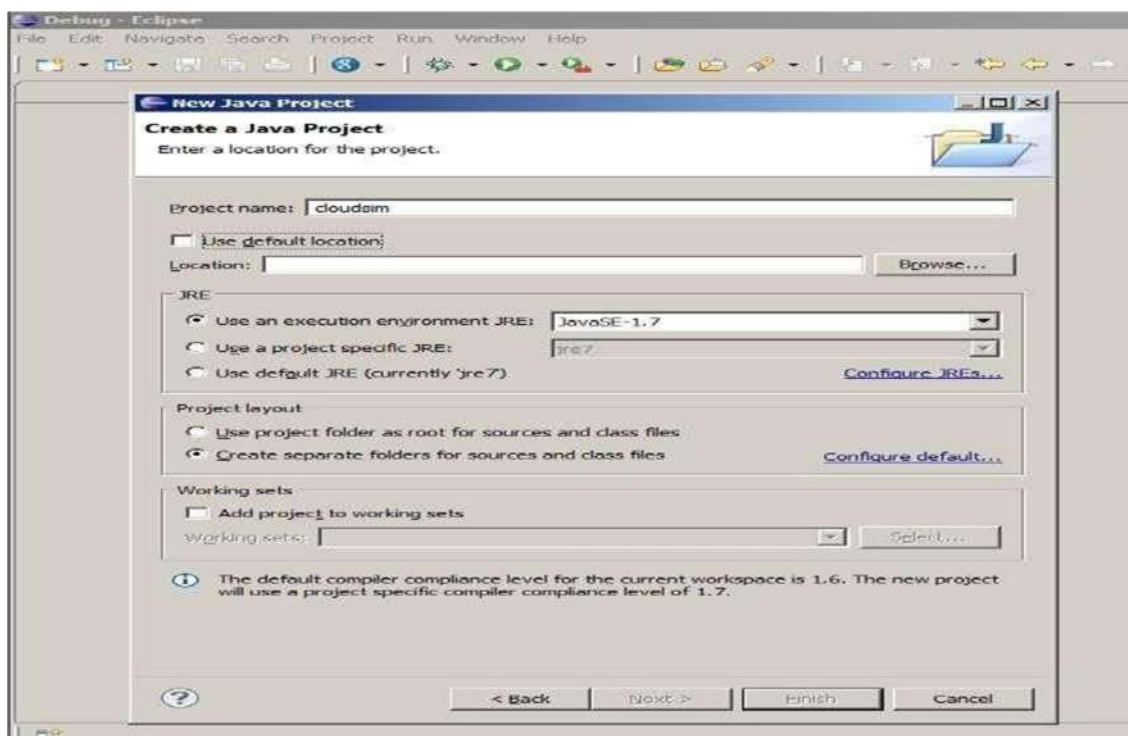 Debug - Eclipse
File Edit Navigate Search Project Run Window Help
New Java Project
Create a Java Project
Enter a location for the project.
Project name: cloudsim
Use default location
Location: Browse...
JRE
Use an execution environment JRE: JavaSE-1.7
Use a project specific JRE: jre7
Use default JRE (currently 'jre7') Configure JREs...
Project layout
Use project folder as root for sources and class files
Create separate folders for sources and class files Configure default...
Working sets
Add project to working sets
Working sets: Select...
The default compiler compliance level for the current workspace is 1.6. The new project
will use a project specific compiler compliance level of 1.7.
< Back Next > Finish Cancel